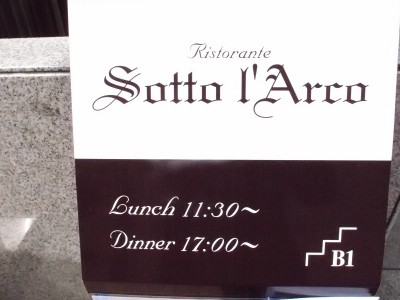 Ristorante
Sotto l'Arco
Lunch 11:30~
Dinner 17:00~
B1